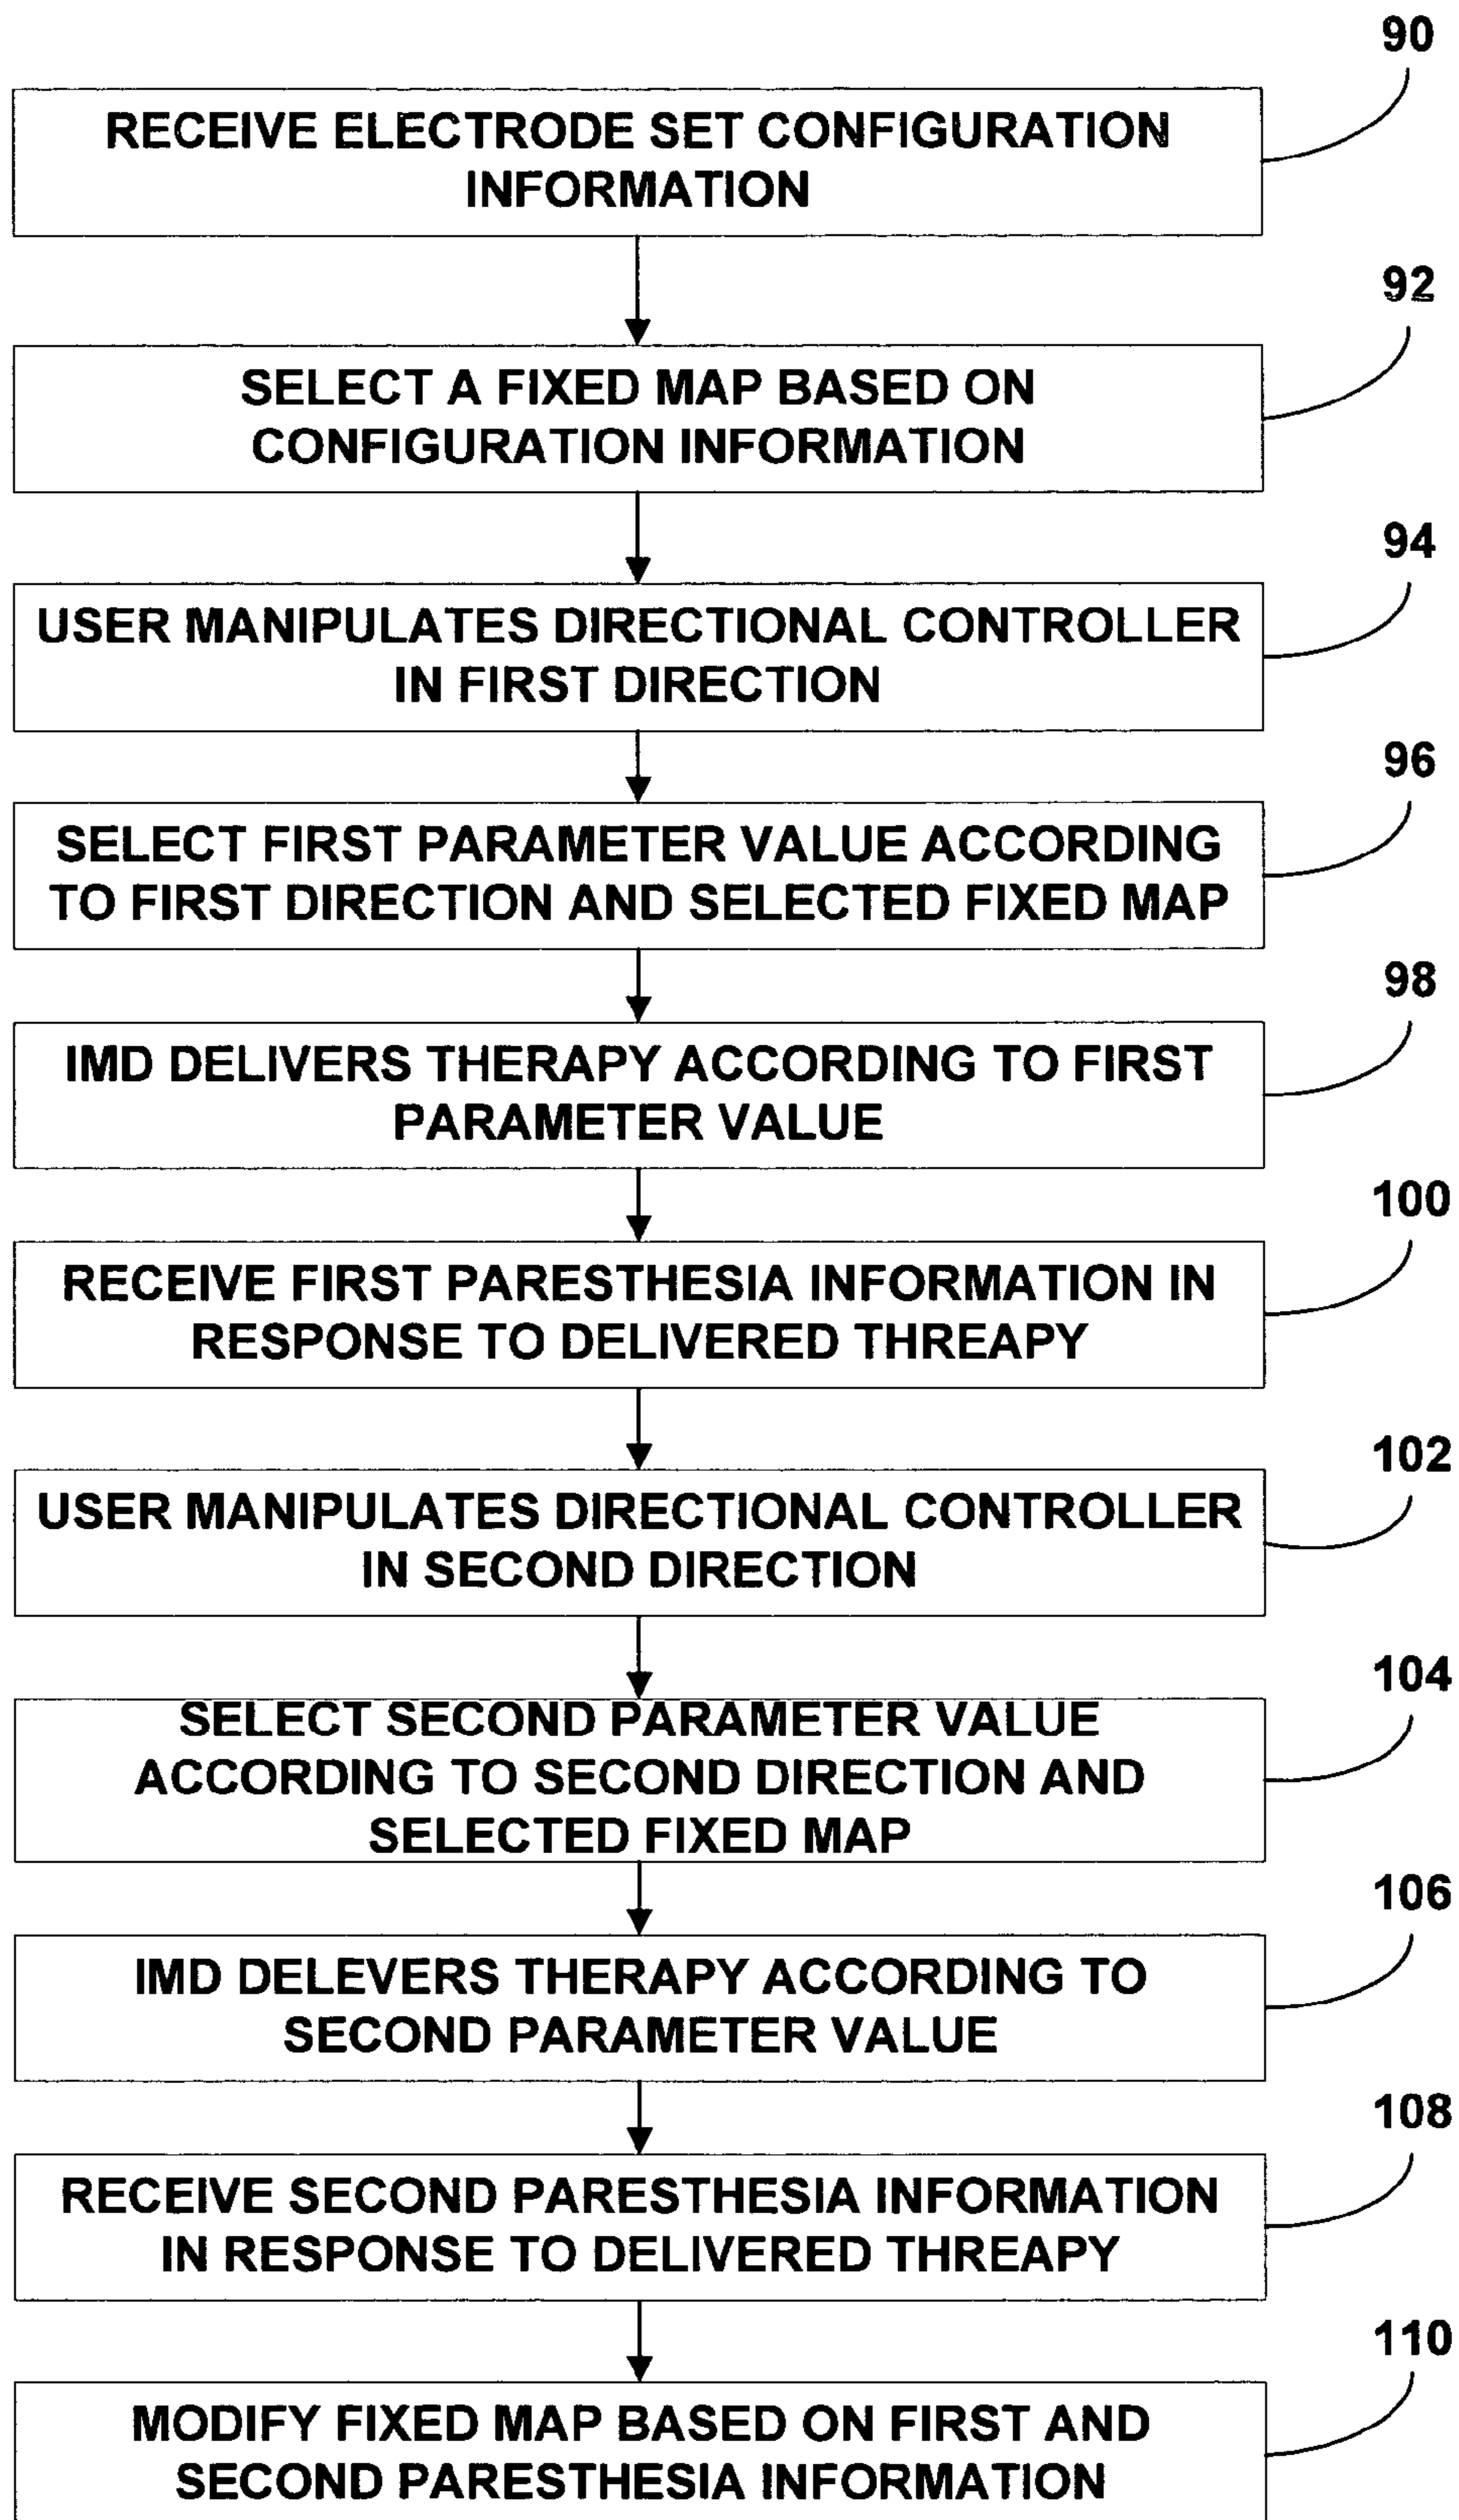 90
RECEIVE ELECTRODE SET CONFIGURATION
INFORMATION
92
SELECT A FIXED MAP BASED ON
CONFIGURATION INFORMATION
94
USER MANIPULATES DIRECTIONAL CONTROLLER
IN FIRST DIRECTION
96
SELECT FIRST PARAMETER VALUE ACCORDING
TO FIRST DIRECTION AND SELECTED FIXED MAP
98
IMD DELIVERS THERAPY ACCORDING TO FIRST
PARAMETER VALUE
100
RECEIVE FIRST PARESTHESIA INFORMATION IN
RESPONSE TO DELIVERED THREAPY
102
USER MANIPULATES DIRECTIONAL CONTROLLER
IN SECOND DIRECTION
104
SELECT SECOND PARAMETER VALUE
ACCORDING TO SECOND DIRECTION AND
SELECTED FIXED MAP
106
IMD DELEVERS THERAPY ACCORDING TO
SECOND PARAMETER VALUE
108
RECEIVE SECOND PARESTHESIA INFORMATION
IN RESPONSE TO DELIVERED THREAPY
110
MODIFY FIXED MAP BASED ON FIRST AND
SECOND PARESTHESIA INFORMATION